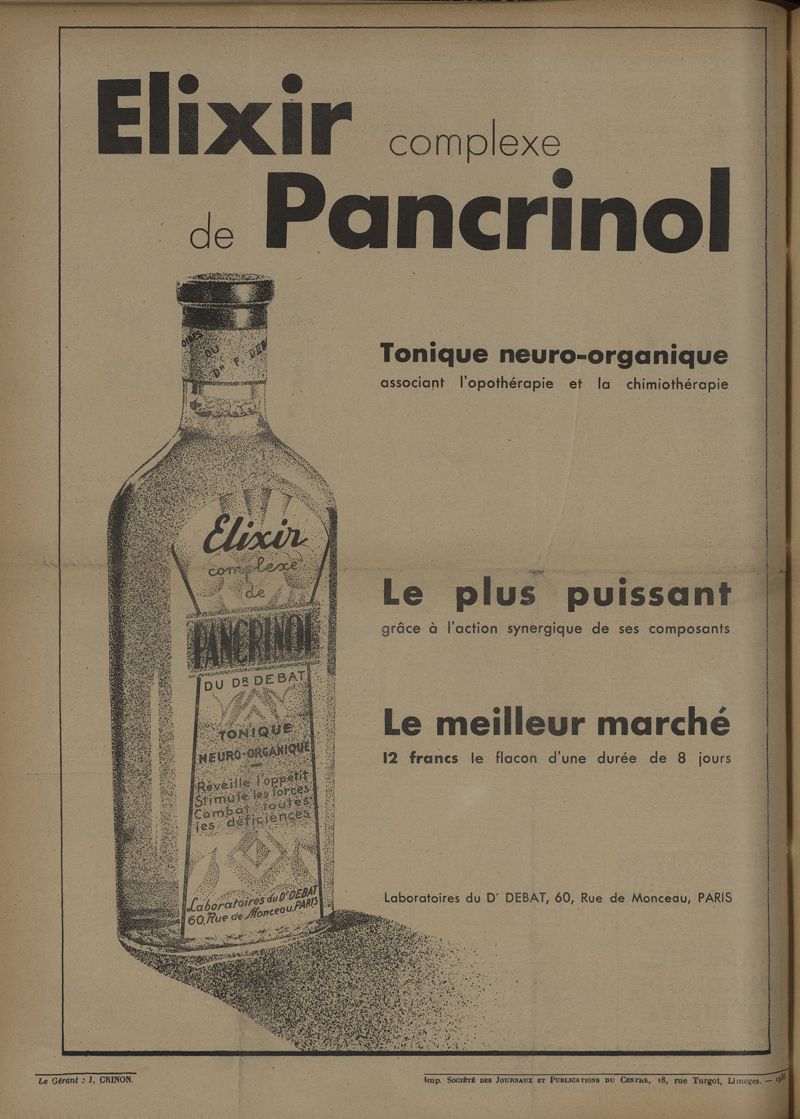 Elixir complexe
de Pancrinol
Tonique neuro-organique
associant l'opothérapie et la chimiothérapie
DU
Dr P. DEB
Elixir
complexe
de
PANCRINOL
DU DR DEBAT
TONIQUE
NEURO-ORGANIQUE
Réveille l'appétit
Stimule les forces
Combat toutes
les déficiences
Laboratoires du Dr DEBAT
60, Rue de Monceau, PARIS
Le plus puissant
grâce à l'action synergique de ses composants
Le meilleur marché
12 francs le flacon d'une durée de 8 jours
Laboratoires du Dr DEBAT, 60, Rue de Monceau, PARIS
Le Gérant : J. CRINON.
Imp. SOCIÉTÉ DES JOURNAUX ET PUBLICATIONS DU CENTRE, 18, rue Turgot, Limoges. —